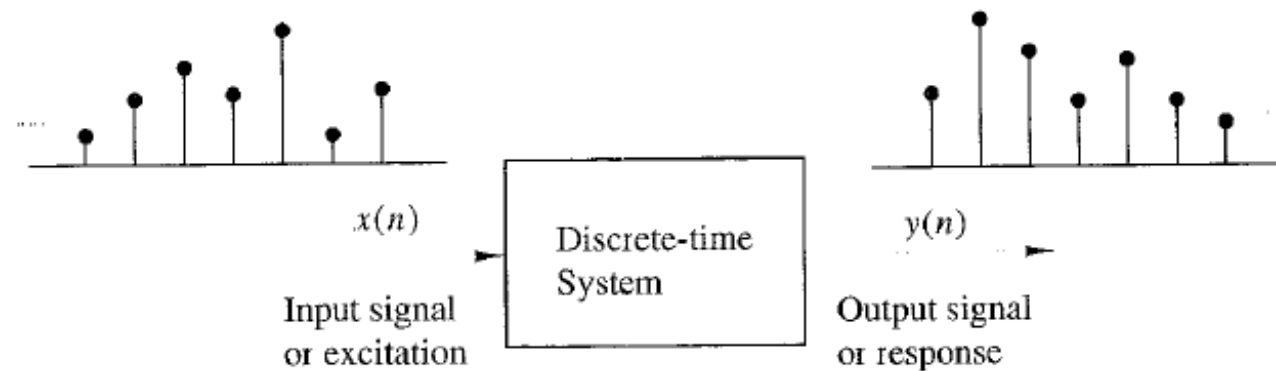 x(n)
y(n)
Discrete-time
System
Input signal
or excitation
Output signal
or response